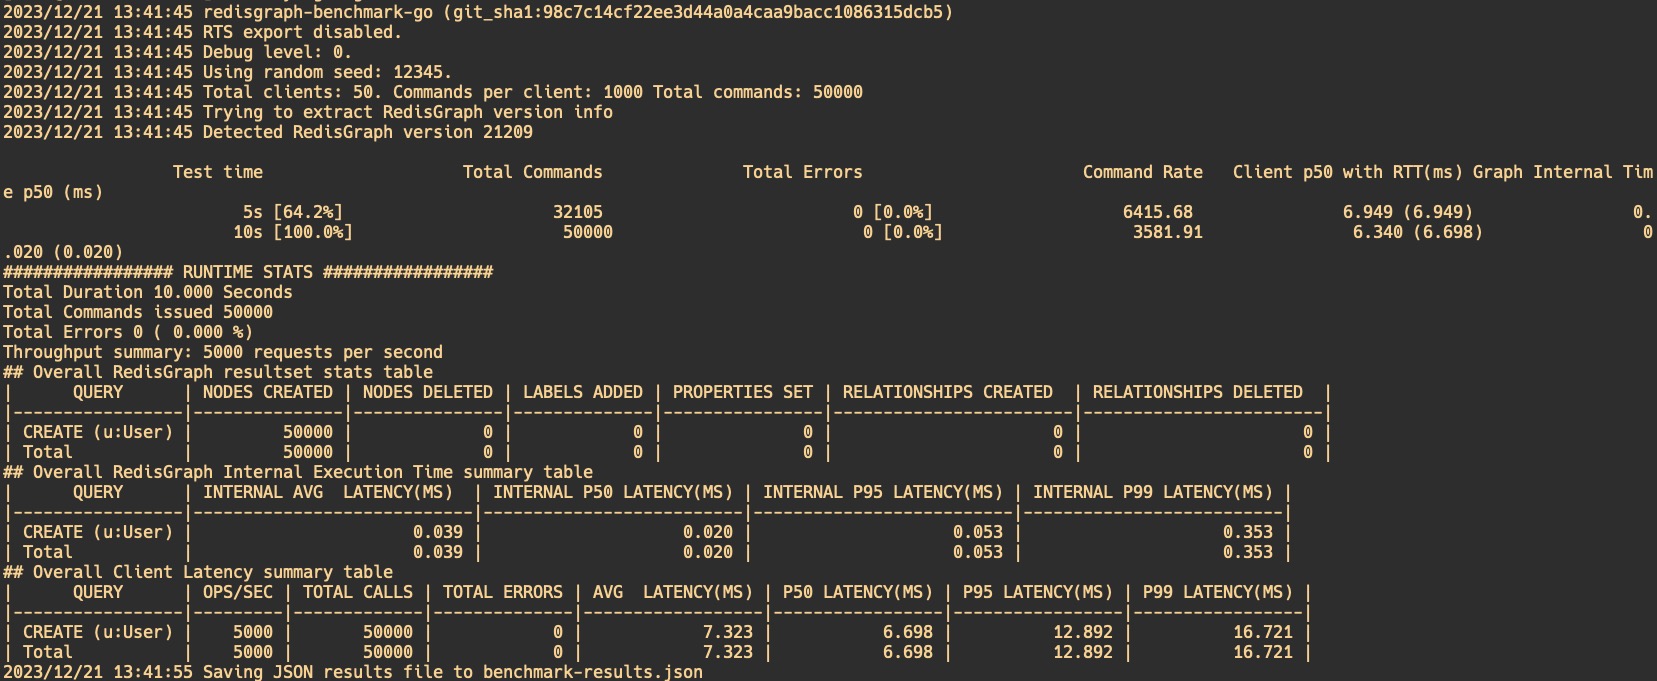 2023/12/21 13:41:45 redisgraph-benchmark-go (git_sha1:98c7c14cf22ee3d44a0a4caa9bacc1086315dcb5)
2023/12/21 13:41:45 RTS export disabled.
2023/12/21 13:41:45 Debug level: 0.
2023/12/21 13:41:45 Using random seed: 12345.
2023/12/21 13:41:45 Total clients: 50. Commands per client: 1000 Total commands: 50000
2023/12/21 13:41:45 Trying to extract RedisGraph version info
2023/12/21 13:41:45 Detected RedisGraph version 21209
Test time Total Commands Total Errors Command Rate Client p50 with RTT(ms) Graph Internal Tim
e p50 (ms)
5s [64.2%] 32105 0 [0.0%] 6415.68 6.949 (6.949) 0.
10s [100.0%] 50000 0 [0.0%] 3581.91 6.340 (6.698) 0
.020 (0.020)
################# RUNTIME STATS #################
Total Duration 10.000 Seconds
Total Commands issued 50000
Total Errors 0 ( 0.000 %)
Throughput summary: 5000 requests per second
## Overall RedisGraph resultset stats table
| QUERY | NODES CREATED | NODES DELETED | LABELS ADDED | PROPERTIES SET | RELATIONSHIPS CREATED | RELATIONSHIPS DELETED |
|-----------------|---------------|---------------|--------------|----------------|------------------------|------------------------|
| CREATE (u:User) | 50000 | 0 | 0 | 0 | 0 | 0 |
| Total | 50000 | 0 | 0 | 0 | 0 | 0 |
## Overall RedisGraph Internal Execution Time summary table
| QUERY | INTERNAL AVG LATENCY(MS) | INTERNAL P50 LATENCY(MS) | INTERNAL P95 LATENCY(MS) | INTERNAL P99 LATENCY(MS) |
|-----------------|----------------------------|--------------------------|--------------------------|--------------------------|
| CREATE (u:User) | 0.039 | 0.020 | 0.053 | 0.353 |
| Total | 0.039 | 0.020 | 0.053 | 0.353 |
## Overall Client Latency summary table
| QUERY | OPS/SEC | TOTAL CALLS | TOTAL ERRORS | AVG LATENCY(MS) | P50 LATENCY(MS) | P95 LATENCY(MS) | P99 LATENCY(MS) |
|-----------------|---------|-------------|--------------|------------------|-----------------|-----------------|-----------------|
| CREATE (u:User) | 5000 | 50000 | 0 | 7.323 | 6.698 | 12.892 | 16.721 |
| Total | 5000 | 50000 | 0 | 7.323 | 6.698 | 12.892 | 16.721 |
2023/12/21 13:41:55 Saving JSON results file to benchmark-results.json